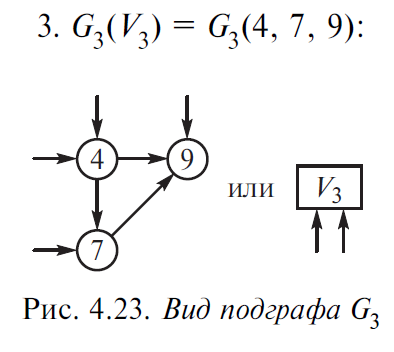 3. G₃(V₃) = G₃(4, 7, 9):
4
9
или
V₃
7
Рис. 4.23. Вид подграфа G₃